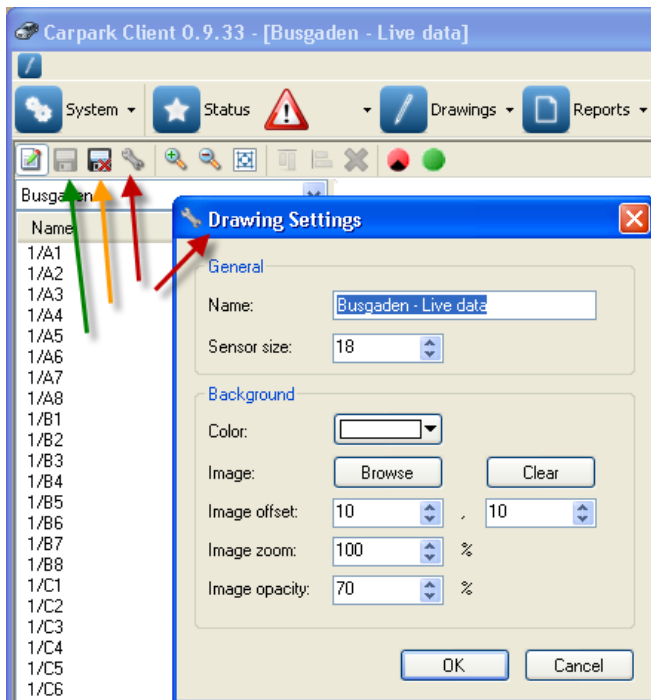 Carpark Client 0.9.33 - [Busgaden - Live data]
System
Status
Drawings
Reports
Busgaden
Name
1/A1
1/A2
1/A3
1/A4
1/A5
1/A6
1/A7
1/A8
1/B1
1/B2
1/B3
1/B4
1/B5
1/B6
1/B7
1/B8
1/C1
1/C2
1/C3
1/C4
1/C5
1/C6
Drawing Settings
General
Name: Busgaden - Live data
Sensor size: 18
Background
Color:
Image: Browse Clear
Image offset: 10 , 10
Image zoom: 100 %
Image opacity: 70 %
OK Cancel